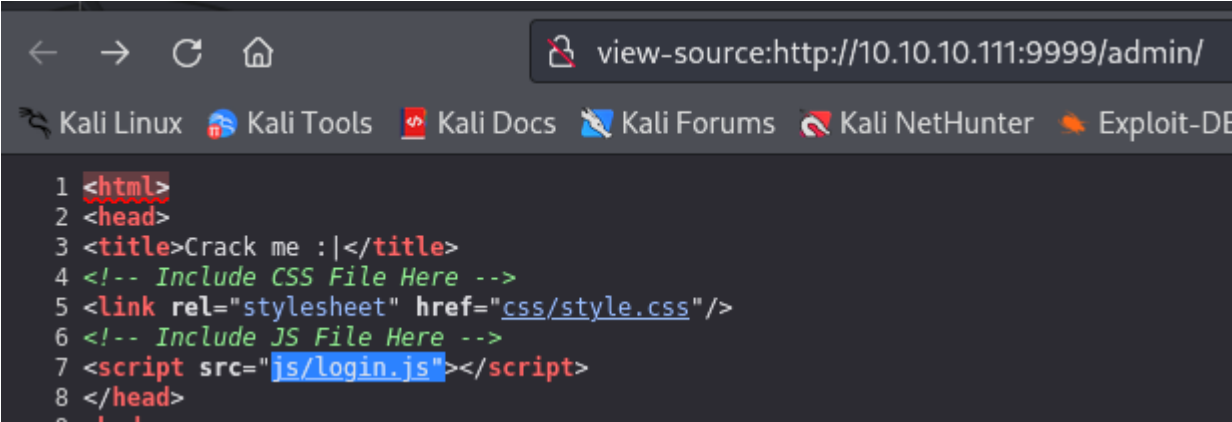 view-source:http://10.10.10.111:9999/admin/
Kali Linux Kali Tools Kali Docs Kali Forums Kali NetHunter Exploit-DB
1 <html>
2 <head>
3 <title>Crack me :|</title>
4 <!-- Include CSS File Here -->
5 <link rel="stylesheet" href="css/style.css"/>
6 <!-- Include JS File Here -->
7 <script src="js/login.js"></script>
8 </head>